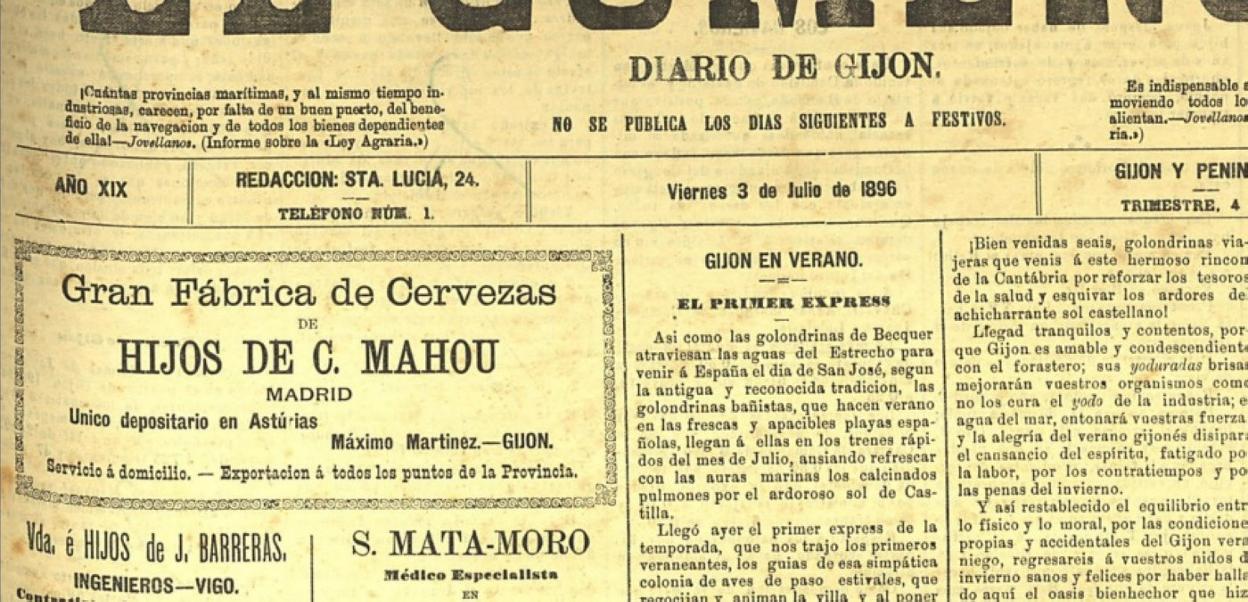 DIARIO DE GIJON.
¡Cuántas provincias marítimas, y al mismo tiempo in-
dustriosas, carecen, por falta de un buen puerto, del bene-
ficio de la navegacion y de todos los bienes dependientes
de ella!—Jovellanos. (Informe sobre la «Ley Agraria.»)
NO SE PUBLICA LOS DIAS SIGUIENTES A FESTIVOS.
Es indispensable
moviendo todos
alientan.—Jovellanos
ria.»)
AÑO XIX
REDACCION: STA. LUCIA, 24.
TELÉFONO NÚM. 1.
Viernes 3 de Julio de 1896
GIJON Y
TRIMESTRE, 4
Gran Fábrica de Cervezas
DE
HIJOS DE C. MAHOU
MADRID
Unico depositario en Astúrias
Máximo Martinez.—GIJON.
Servicio á domicilio. — Exportacion á todos los puntos de la Provincia.
Vda. é HIJOS de J. BARRERAS.
INGENIEROS—VIGO.
S. MATA-MORO
Médico Especialista
EN
GIJON EN VERANO.
EL PRIMER EXPRESS
Asi como las golondrinas de Becquer
atraviesan las aguas del Estrecho para
venir á España el dia de San José, segun
la antigua y reconocida tradicion, las
golondrinas bañistas, que hacen verano
en las frescas y apacibles playas espa-
ñolas, llegan á ellas en los trenes rápi-
dos del mes de Julio, ansiando refrescar
con las auras marinas los calcinados
pulmones por el ardoroso sol de Cas-
tilla.
Llegó ayer el primer express de la
temporada, que nos trajo los primeros
veraneantes, los guias de esa simpática
colonia de aves de paso estivales, que
regocijan y animan la villa y al poner
¡Bien venidas seais, golondrinas via-
jeras que venis á este hermoso rincon
de la Cantábria por reforzar los tesoros
de la salud y esquivar los ardores de
achicharrante sol castellano!
Llegad tranquilos y contentos, por-
que Gijon es amable y condescendiente
con el forastero; sus yoduradas brisas
mejorarán vuestros organismos como
no los cura el yodo de la industria; e
agua del mar, entonará vuestras fuerza
y la alegría del verano gijonés disipar
el cansancio del espíritu, fatigado po
la labor, por los contratiempos y po
las penas del invierno.
Y así restablecido el equilibrio entr
lo físico y lo moral, por las condicione
propias y accidentales del Gijon vera
niego, regresareis á vuestros nidos d
invierno sanos y felices por haber halla
do aquí el oasis bienhechor que hiz